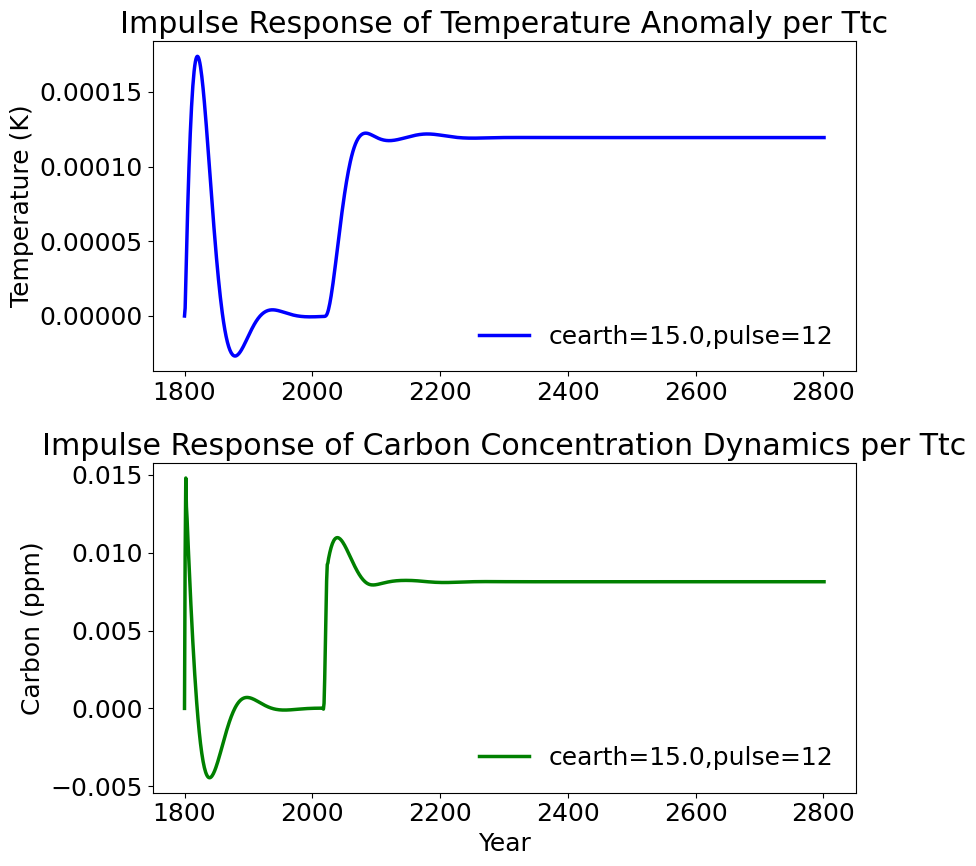 Impulse Response of Temperature Anomaly per Ttc
Temperature (K)
0.00015
0.00010
0.00005
0.00000
cearth=15.0,pulse=12
1800 2000 2200 2400 2600 2800
Impulse Response of Carbon Concentration Dynamics per Ttc
Carbon (ppm)
0.015
0.010
0.005
0.000
−0.005
cearth=15.0,pulse=12
1800 2000 2200 2400 2600 2800
Year